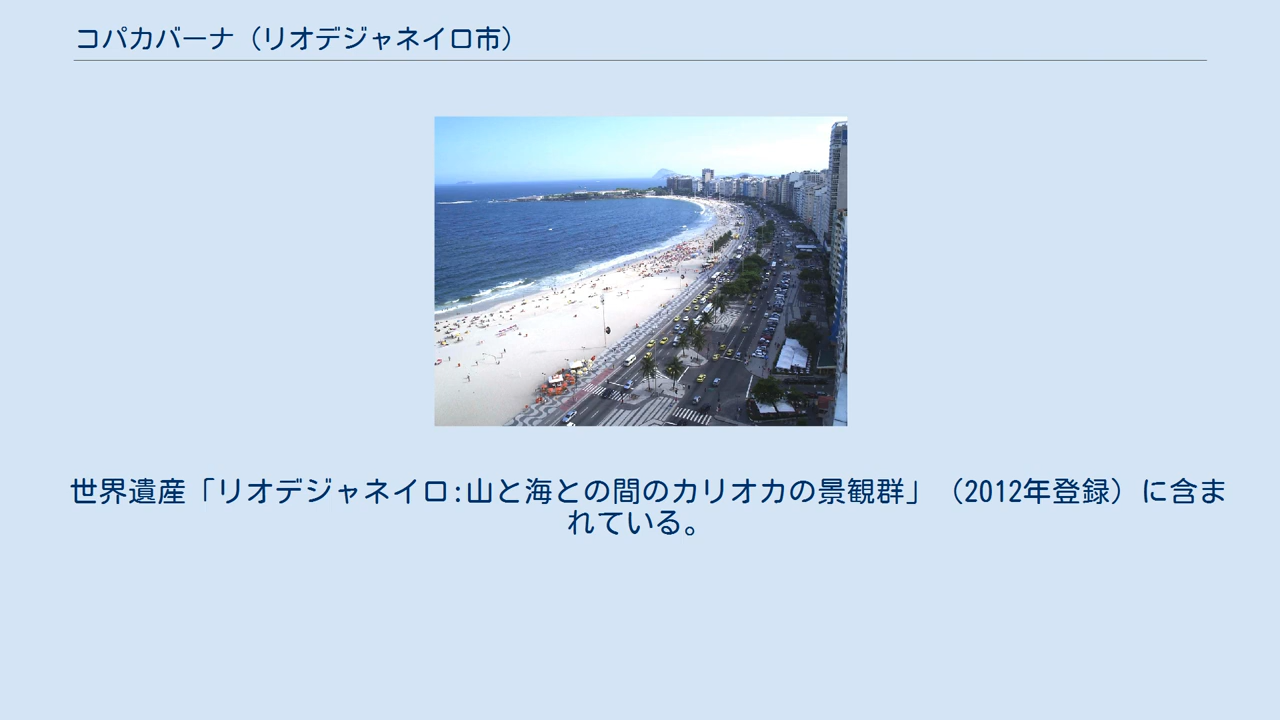 コパカバーナ（リオデジャネイロ市）
世界遺産「リオデジャネイロ:山と海との間のカリオカの景観群」（2012年登録）に含ま
れている。